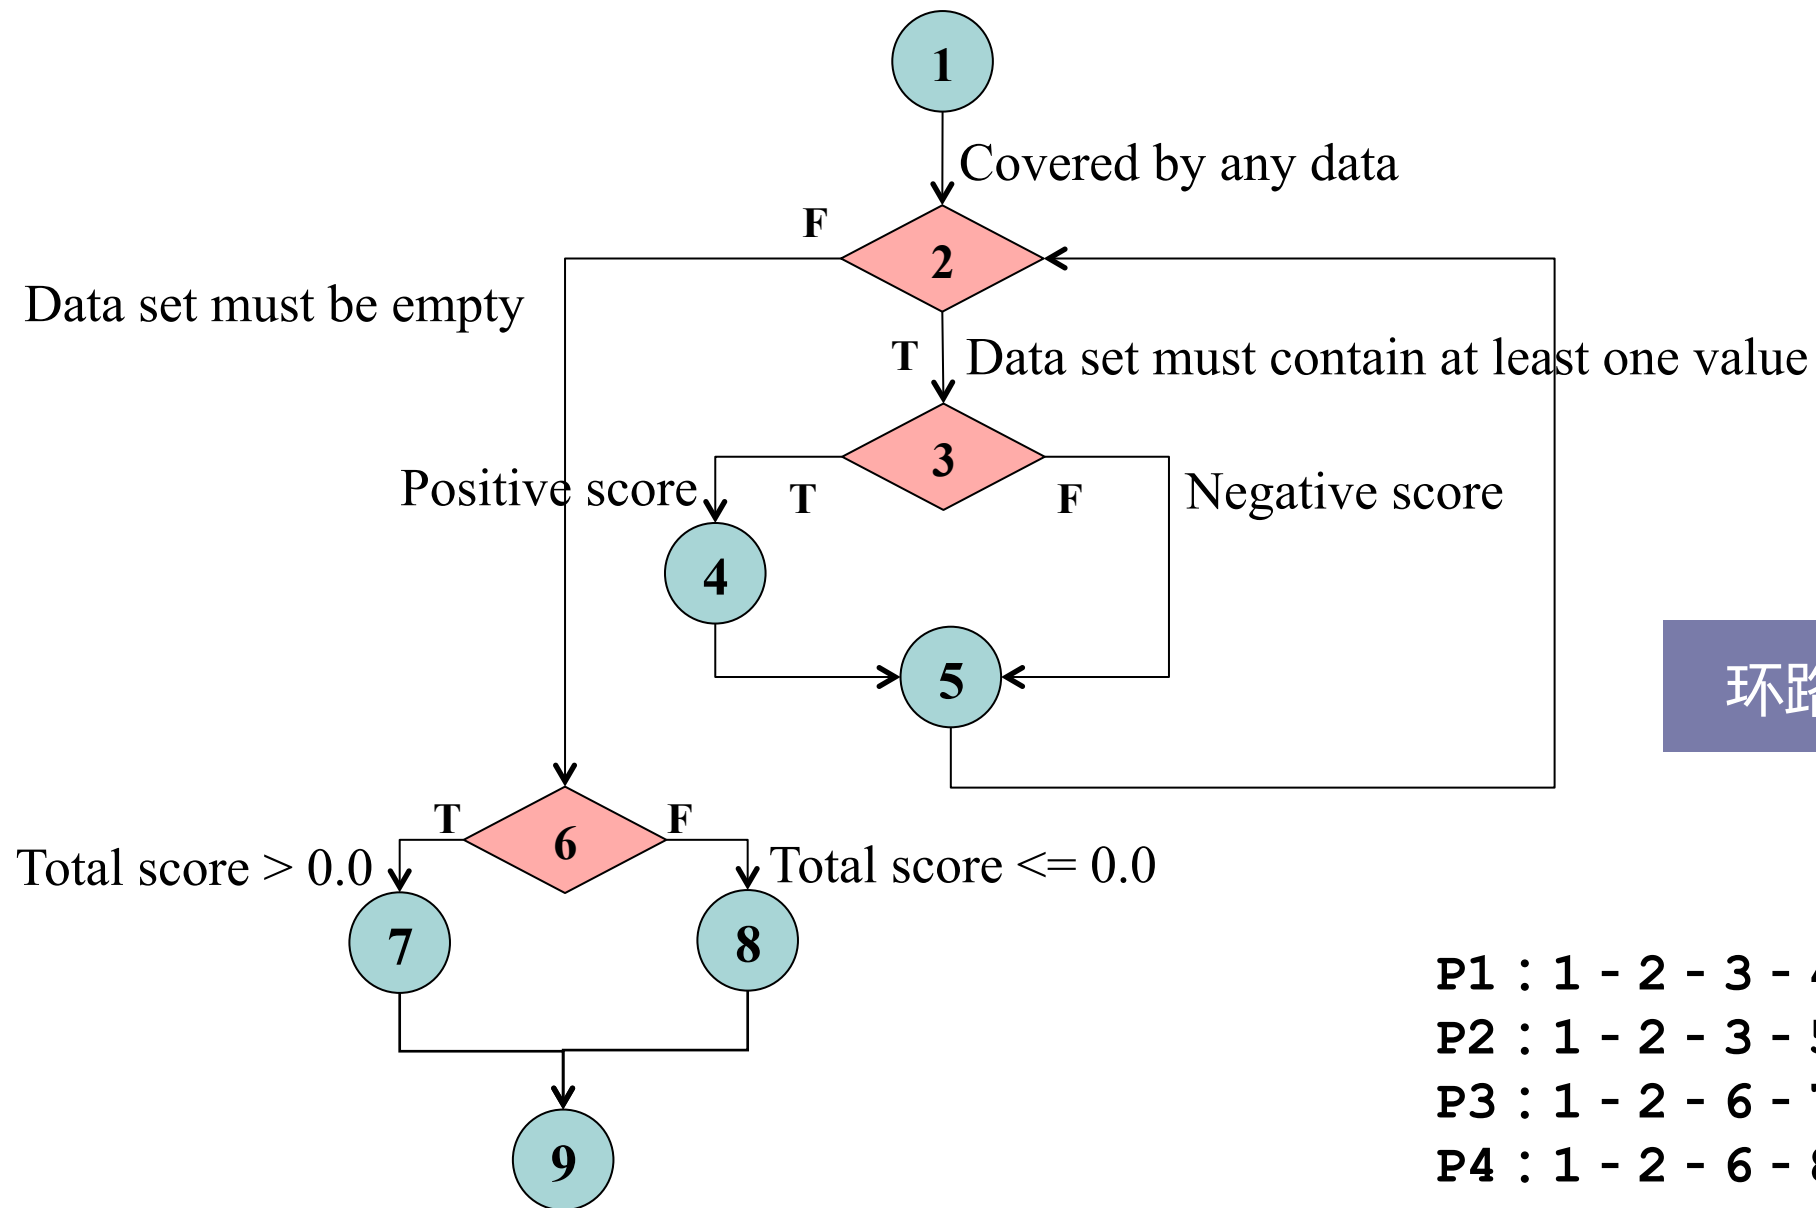 1
Covered by any data
F
2
Data set must be empty
T
Data set must contain at least one value
3
Positive score
T
F
Negative score
4
5
环
T
6
F
Total score > 0.0
Total score <= 0.0
7
8
P1 : 1 - 2 - 3 -
P2 : 1 - 2 - 3 -
P3 : 1 - 2 - 6 -
P4 : 1 - 2 - 6 -
9